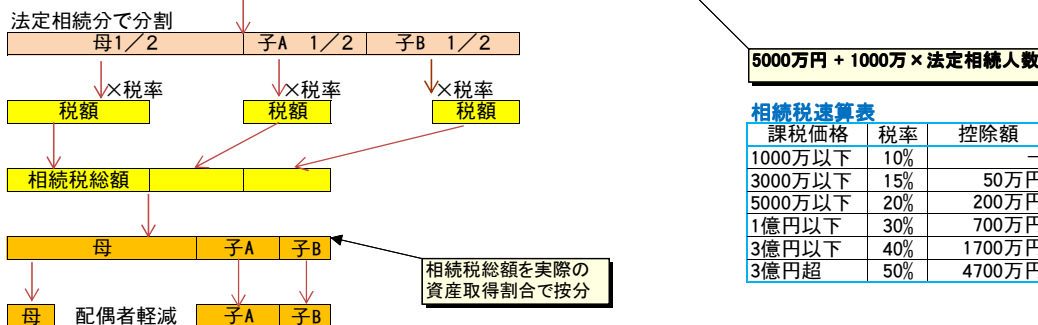 法定相続分で分割
母1／2 子A 1／2 子B 1／2
×税率 ×税率 ×税率
税額 税額 税額
相続税総額
母 子A 子B
相続税総額を実際の
資産取得割合で按分
母 配偶者軽減 子A 子B
5000万円 + 1000万×法定相続人数
相続税速算表
課税価格 税率 控除額
1000万以下 10% －
3000万以下 15% 50万円
5000万以下 20% 200万円
1億円以下 30% 700万円
3億円以下 40% 1700万円
3億円超 50% 4700万円